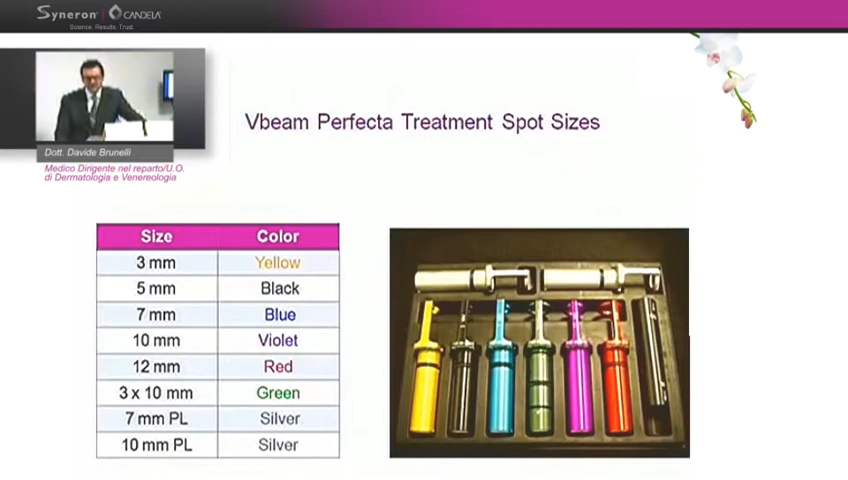 Syneron | CANDELA
Science. Results. Trust.
Vbeam Perfecta Treatment Spot Sizes
Dott. Davide Brunelli
Medico Dirigente nel reparto/U.O.
di Dermatologia e Venereologia
Size Color
3 mm Yellow
5 mm Black
7 mm Blue
10 mm Violet
12 mm Red
3 x 10 mm Green
7 mm PL Silver
10 mm PL Silver